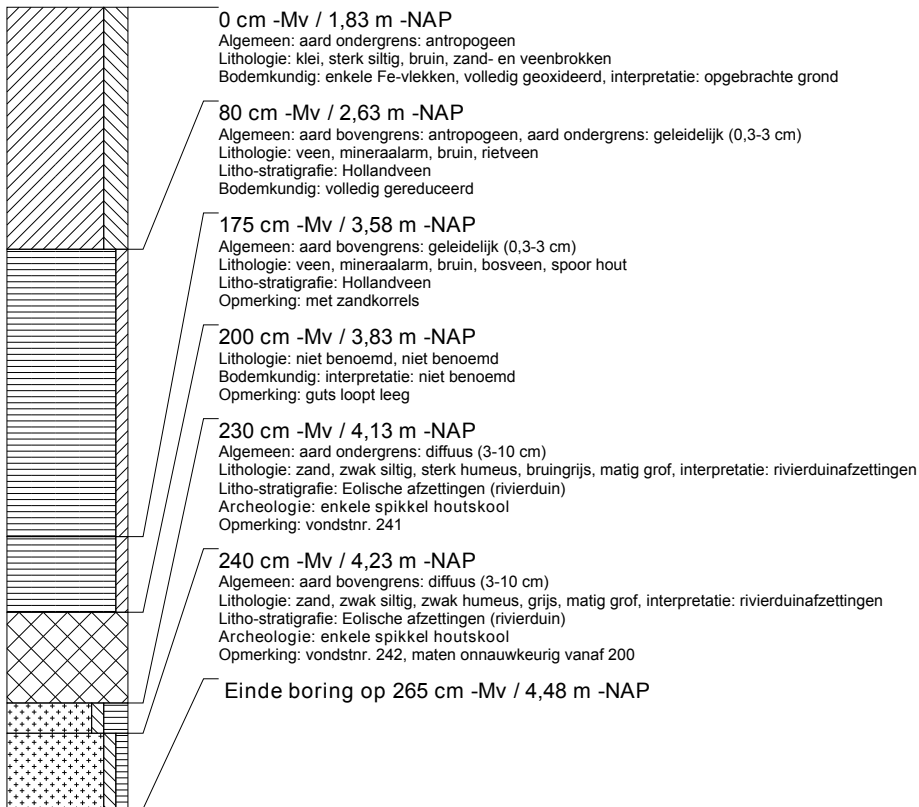 0 cm -Mv / 1,83 m -NAP
Algemeen: aard ondergrens: antropogeen
Lithologie: klei, sterk siltig, bruin, zand- en veenbrokken
Bodemkundig: enkele Fe-vlekken, volledig geoxideerd, interpretatie: opgebrachte grond
80 cm -Mv / 2,63 m -NAP
Algemeen: aard bovengrens: antropogeen, aard ondergrens: geleidelijk (0,3-3 cm)
Lithologie: veen, mineraalarm, bruin, rietveen
Litho-stratigrafie: Hollandveen
Bodemkundig: volledig gereduceerd
175 cm -Mv / 3,58 m -NAP
Algemeen: aard bovengrens: geleidelijk (0,3-3 cm)
Lithologie: veen, mineraalarm, bruin, bosveen, spoor hout
Litho-stratigrafie: Hollandveen
Opmerking: met zandkorrels
200 cm -Mv / 3,83 m -NAP
Lithologie: niet benoemd, niet benoemd
Bodemkundig: interpretatie: niet benoemd
Opmerking: guts loopt leeg
230 cm -Mv / 4,13 m -NAP
Algemeen: aard ondergrens: diffuus (3-10 cm)
Lithologie: zand, zwak siltig, sterk humeus, bruingrijs, matig grof, interpretatie: rivierduinafzettingen
Litho-stratigrafie: Eolische afzettingen (rivierduin)
Archeologie: enkele spikkel houtskool
Opmerking: vondstnr. 241
240 cm -Mv / 4,23 m -NAP
Algemeen: aard bovengrens: diffuus (3-10 cm)
Lithologie: zand, zwak siltig, zwak humeus, grijs, matig grof, interpretatie: rivierduinafzettingen
Litho-stratigrafie: Eolische afzettingen (rivierduin)
Archeologie: enkele spikkel houtskool
Opmerking: vondstnr. 242, maten onnauwkeurig vanaf 200
Einde boring op 265 cm -Mv / 4,48 m -NAP